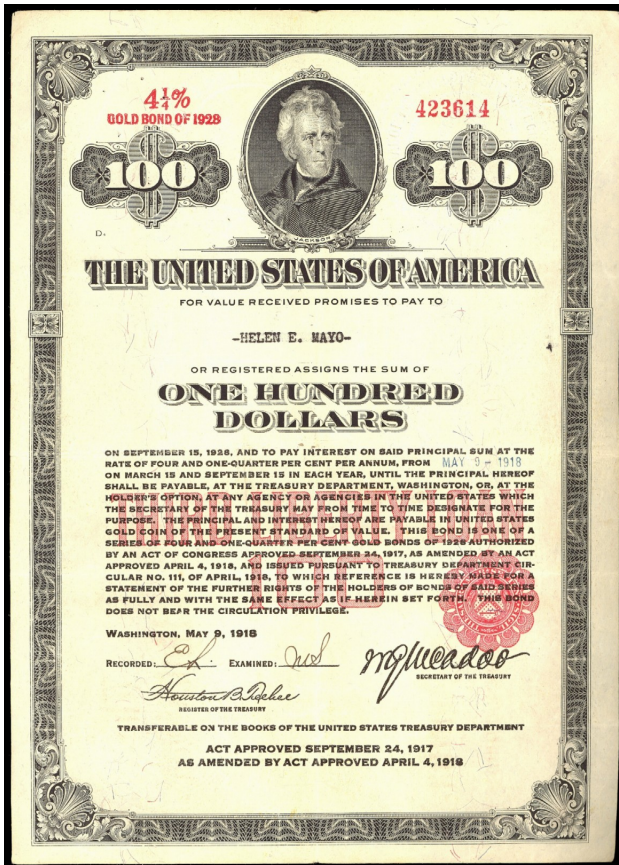 4¼%
GOLD BOND OF 1928
423614
100
100
JACKSON
D.
THE UNITED STATES OF AMERICA
FOR VALUE RECEIVED PROMISES TO PAY TO
-HELEN E. MAYO-
OR REGISTERED ASSIGNS THE SUM OF
ONE HUNDRED
DOLLARS
ON SEPTEMBER 15, 1928, AND TO PAY INTEREST ON SAID PRINCIPAL SUM AT THE
RATE OF FOUR AND ONE-QUARTER PER CENT PER ANNUM, FROM MAY 9 - 1918
ON MARCH 15 AND SEPTEMBER 15 IN EACH YEAR, UNTIL THE PRINCIPAL HEREOF
SHALL BE PAYABLE, AT THE TREASURY DEPARTMENT, WASHINGTON, OR, AT THE
HOLDER'S OPTION, AT ANY AGENCY OR AGENCIES IN THE UNITED STATES WHICH
THE SECRETARY OF THE TREASURY MAY FROM TIME TO TIME DESIGNATE FOR THE
PURPOSE. THE PRINCIPAL AND INTEREST HEREOF ARE PAYABLE IN UNITED STATES
GOLD COIN OF THE PRESENT STANDARD OF VALUE. THIS BOND IS ONE OF A
SERIES OF FOUR AND ONE-QUARTER PER CENT GOLD BONDS OF 1928 AUTHORIZED
BY AN ACT OF CONGRESS APPROVED SEPTEMBER 24, 1917, AS AMENDED BY AN ACT
APPROVED APRIL 4, 1918, AND ISSUED PURSUANT TO TREASURY DEPARTMENT CIR-
CULAR NO. 111, OF APRIL, 1918, TO WHICH REFERENCE IS HEREBY MADE FOR A
STATEMENT OF THE FURTHER RIGHTS OF THE HOLDERS OF BONDS OF SAID SERIES
AS FULLY AND WITH THE SAME EFFECT AS IF HEREIN SET FORTH. THIS BOND
DOES NOT BEAR THE CIRCULATION PRIVILEGE.
THIRD LIBERTY LOAN
100
WASHINGTON, MAY 9, 1918
RECORDED: EXAMINED:
W G McAdoo
SECRETARY OF THE TREASURY
Houston B. Teehee
REGISTER OF THE TREASURY
TRANSFERABLE ON THE BOOKS OF THE UNITED STATES TREASURY DEPARTMENT
ACT APPROVED SEPTEMBER 24, 1917
AS AMENDED BY ACT APPROVED APRIL 4, 1918